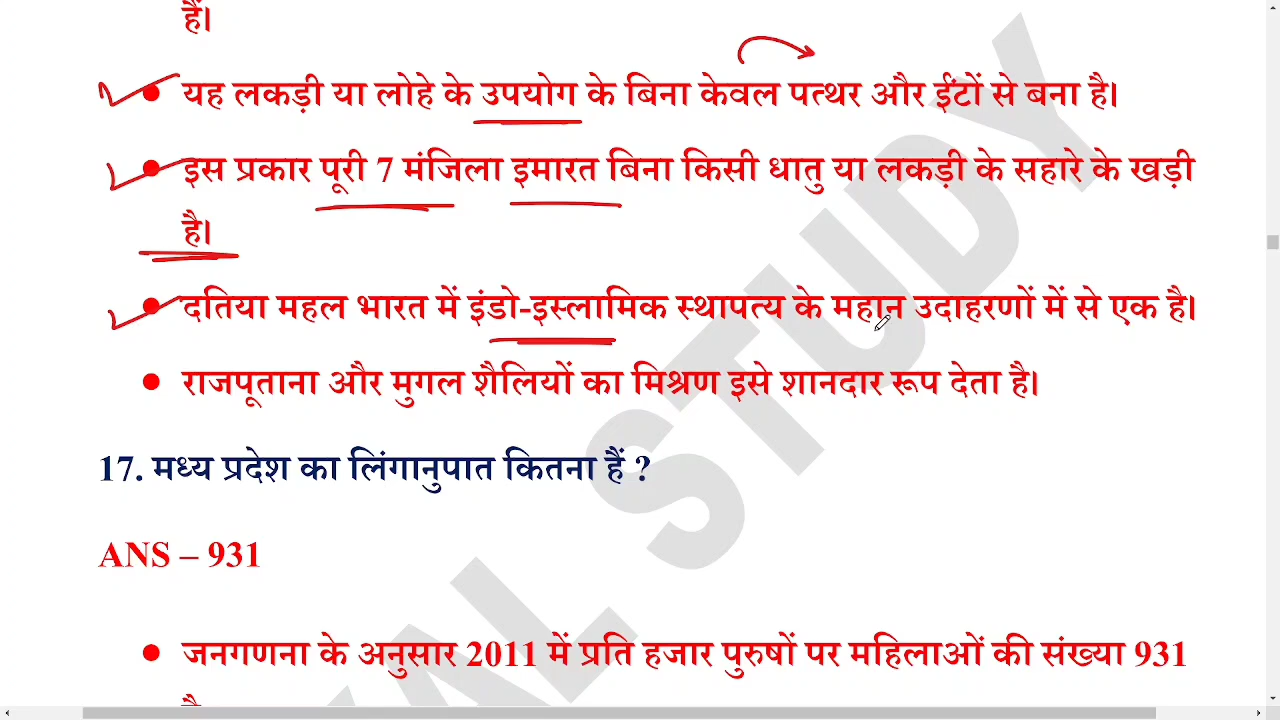 हैं।
यह लकड़ी या लोहे के उपयोग के बिना केवल पत्थर और ईंटों से बना है।
इस प्रकार पूरी 7 मंजिला इमारत बिना किसी धातु या लकड़ी के सहारे के खड़ी
है।
दतिया महल भारत में इंडो-इस्लामिक स्थापत्य के महान उदाहरणों में से एक है।
राजपूताना और मुगल शैलियों का मिश्रण इसे शानदार रूप देता है।
17. मध्य प्रदेश का लिंगानुपात कितना हैं ?
ANS – 931
जनगणना के अनुसार 2011 में प्रति हजार पुरुषों पर महिलाओं की संख्या 931
AL STUDY